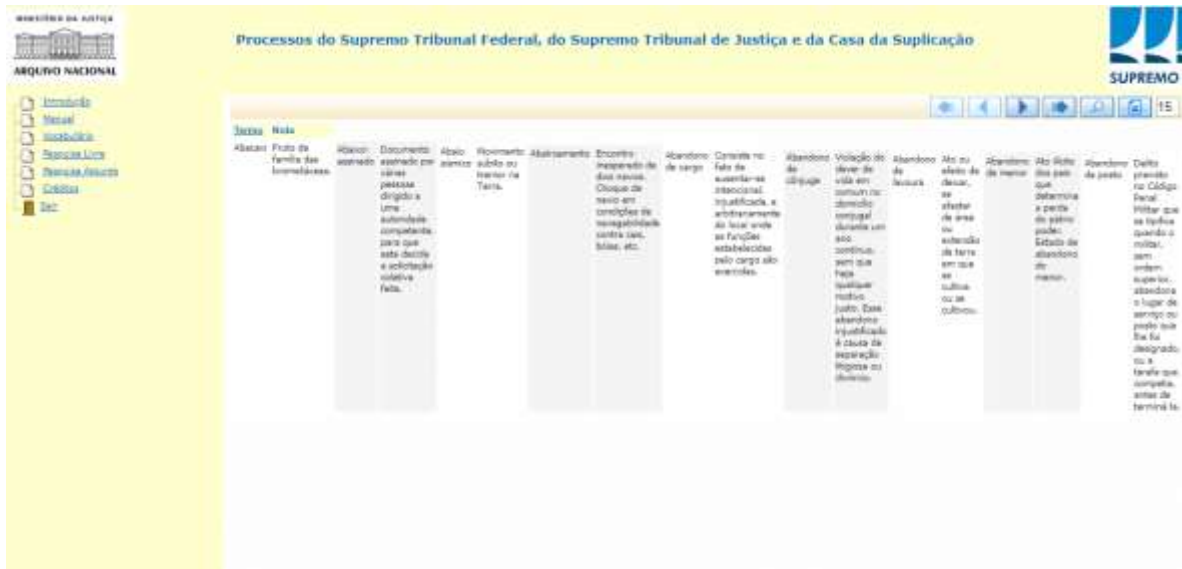 MINISTÉRIO DA JUSTIÇA
ARQUIVO NACIONAL
Processos do Supremo Tribunal Federal, do Supremo Tribunal de Justiça e da Casa da Suplicação
SUPREMO
Introdução
Manual
Vocabulário
Pesquisa Livre
Pesquisa Assunto
Créditos
Sair
15
Termo Nota
Abacaxi
Fruto da
família das
bromeliáceas.
Abaixo-
assinado
Documento
assinado por
várias
pessoas
dirigido a
uma
autoridade
competente
para que
esta decida
a solicitação
coletiva
feita.
Abalo
sísmico
Movimento
súbito ou
tremor na
Terra.
Abalroamento
Encontro
inesperado de
dois navios.
Choque de
navio em
condições de
navegabilidade
contra cais,
bóias, etc.
Abandono
de cargo
Consiste no
fato de
ausentar-se
intencional,
injustificada, e
arbitrariamente
do local onde
as funções
estabelecidas
pelo cargo são
exercidas.
Abandono
de
cônjuge
Violação do
dever de
vida em
comum no
domicílio
conjugal
durante um
ano
contínuo,
sem que
haja
qualquer
motivo
justo. Esse
abandono
injustificado
é causa de
separação
litigiosa ou
divórcio.
Abandono
de
lavoura
Ato ou
efeito de
deixar,
se
afastar
de área
ou
extensão
de terra
em que
se
cultiva
ou se
cultivou.
Abandono
de menor
Ato ilícito
dos pais
que
determina
a perda
do pátrio
poder.
Estado de
abandono
do
menor.
Abandono
de posto
Delito
previsto
no Código
Penal
Militar que
se tipifica
quando o
militar,
sem
ordem
superior,
abandona
o lugar de
serviço ou
posto que
lhe foi
designado,
ou a
tarefa que
competia,
antes de
terminá-la.